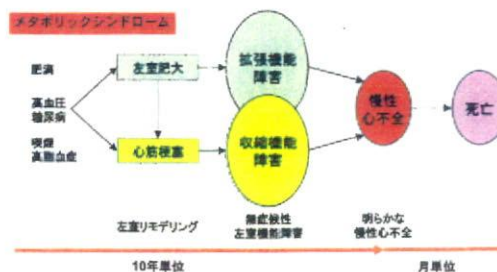 メタボリックシンドローム
肥満
高血圧
糖尿病
喫煙
高脂血症
左室肥大
心筋梗塞
拡張機能
障害
収縮機能
障害
慢性
心不全
死亡
左室リモデリング
無症候性
左室機能障害
明らかな
慢性心不全
10年単位
月単位